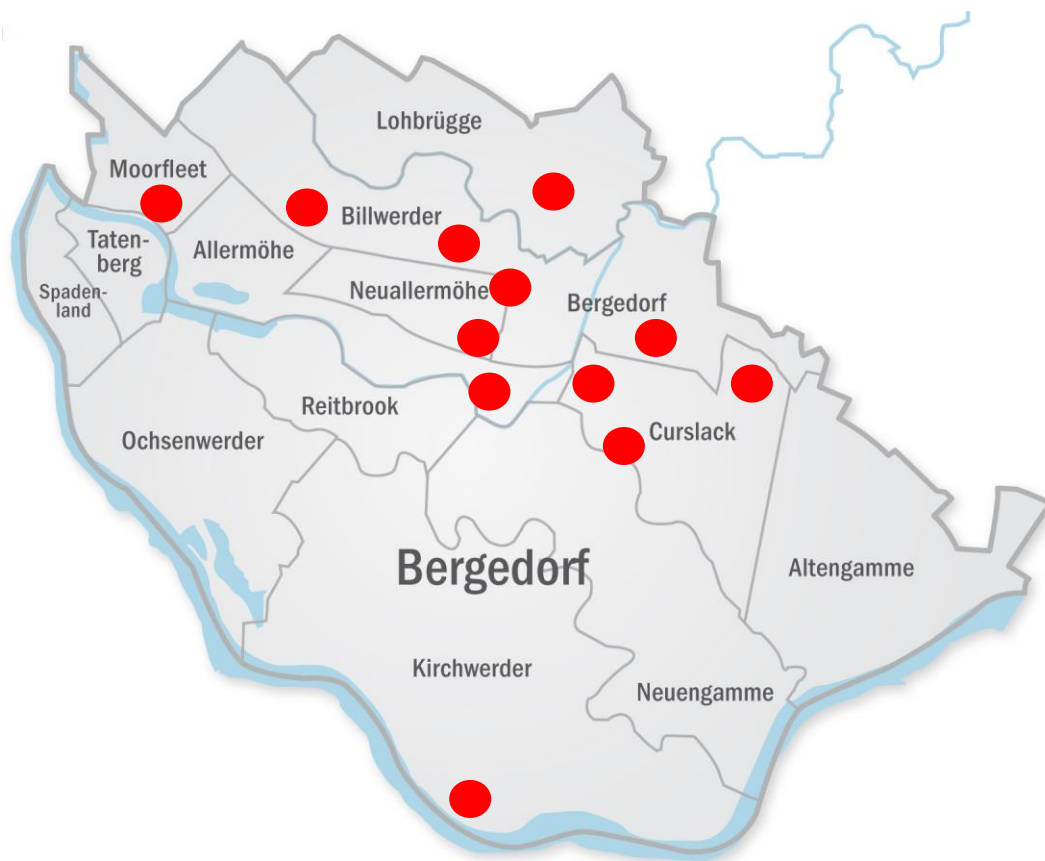 Lohbrügge
Moorfleet
Billwerder
Taten-
berg
Allermöhe
Spaden-
land
Neuallermöhe
Bergedorf
Reitbrook
Ochsenwerder
Curslack
Bergedorf
Altengamme
Kirchwerder
Neuengamme